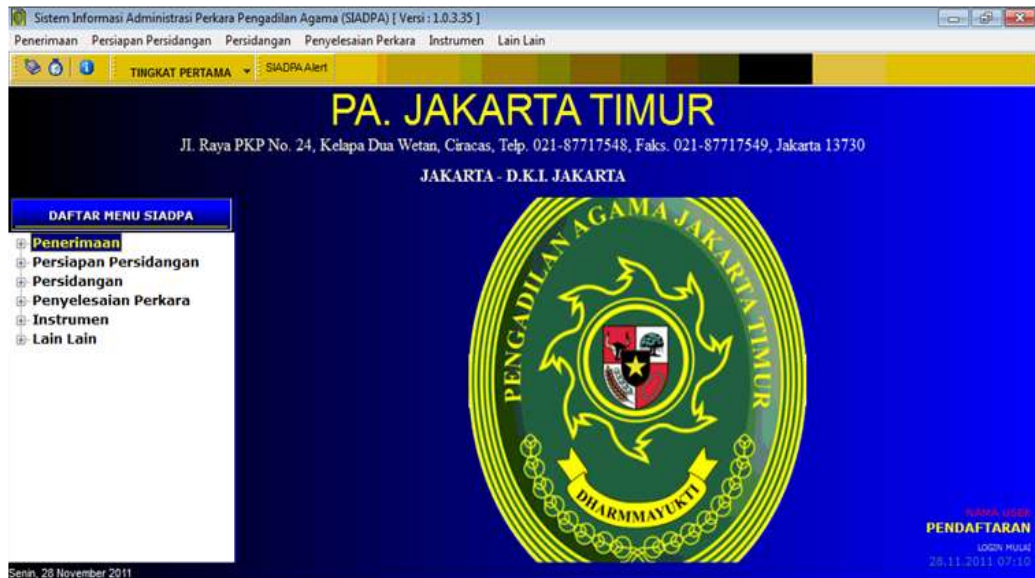 Sistem Informasi Administrasi Perkara Pengadilan Agama (SIADPA) [ Versi : 1.0.3.35 ]
Penerimaan Persiapan Persidangan Persidangan Penyelesaian Perkara Instrumen Lain Lain
TINGKAT PERTAMA SIADPA Alert
PA. JAKARTA TIMUR
Jl. Raya PKP No. 24, Kelapa Dua Wetan, Ciracas, Telp. 021-87717548, Faks. 021-87717549, Jakarta 13730
JAKARTA - D.K.I. JAKARTA
DAFTAR MENU SIADPA
Penerimaan
Persiapan Persidangan
Persidangan
Penyelesaian Perkara
Instrumen
Lain Lain
PENGADILAN AGAMA JAKARTA TIMUR
DHARMMAYUKTI
NAMA USER
PENDAFTARAN
LOGIN MULAI
28.11.2011 07:10
Senin, 28 November 2011